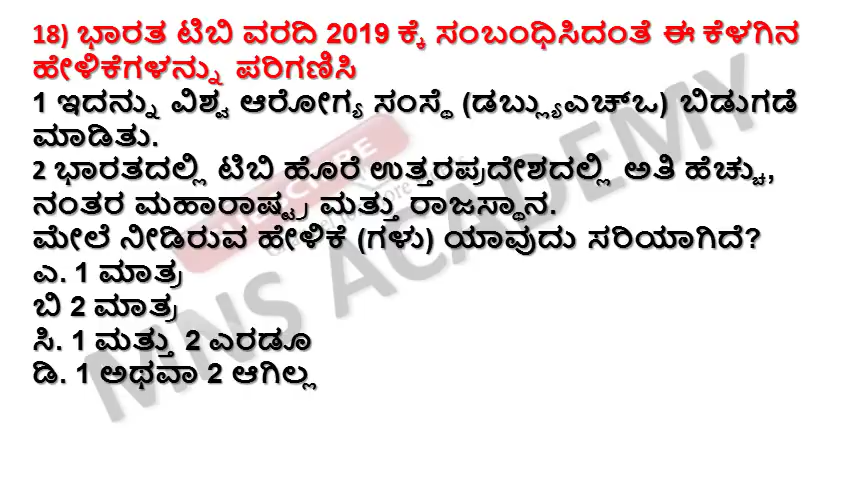 18) ಭಾರತ ಟಿಬಿ ವರದಿ 2019 ಕ್ಕೆ ಸಂಬಂಧಿಸಿದಂತೆ ಈ ಕೆಳಗಿನ
ಹೇಳಿಕೆಗಳನ್ನು ಪರಿಗಣಿಸಿ
1 ಇದನ್ನು ವಿಶ್ವ ಆರೋಗ್ಯ ಸಂಸ್ಥೆ (ಡಬ್ಲ್ಯುಎಚ್ಒ) ಬಿಡುಗಡೆ
ಮಾಡಿತು.
2 ಭಾರತದಲ್ಲಿ ಟಿಬಿ ಹೊರೆ ಉತ್ತರಪ್ರದೇಶದಲ್ಲಿ ಅತಿ ಹೆಚ್ಚು,
ನಂತರ ಮಹಾರಾಷ್ಟ್ರ ಮತ್ತು ರಾಜಸ್ಥಾನ.
ಮೇಲೆ ನೀಡಿರುವ ಹೇಳಿಕೆ (ಗಳು) ಯಾವುದು ಸರಿಯಾಗಿದೆ?
ಎ. 1 ಮಾತ್ರ
ಬಿ 2 ಮಾತ್ರ
ಸಿ. 1 ಮತ್ತು 2 ಎರಡೂ
ಡಿ. 1 ಅಥವಾ 2 ಆಗಿಲ್ಲ
MNS ACADEMY